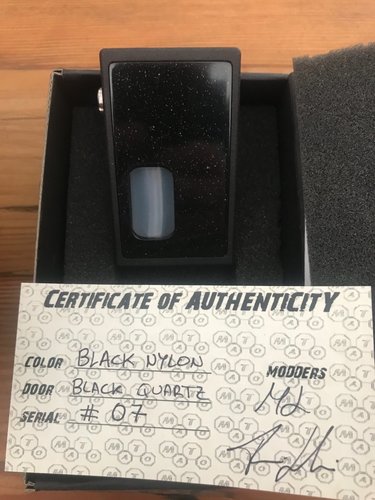 CERTIFICATE OF AUTHENTICITY
COLOR BLACK NYLON
MODDERS
DOOR BLACK QUARTZ
SERIAL # 07